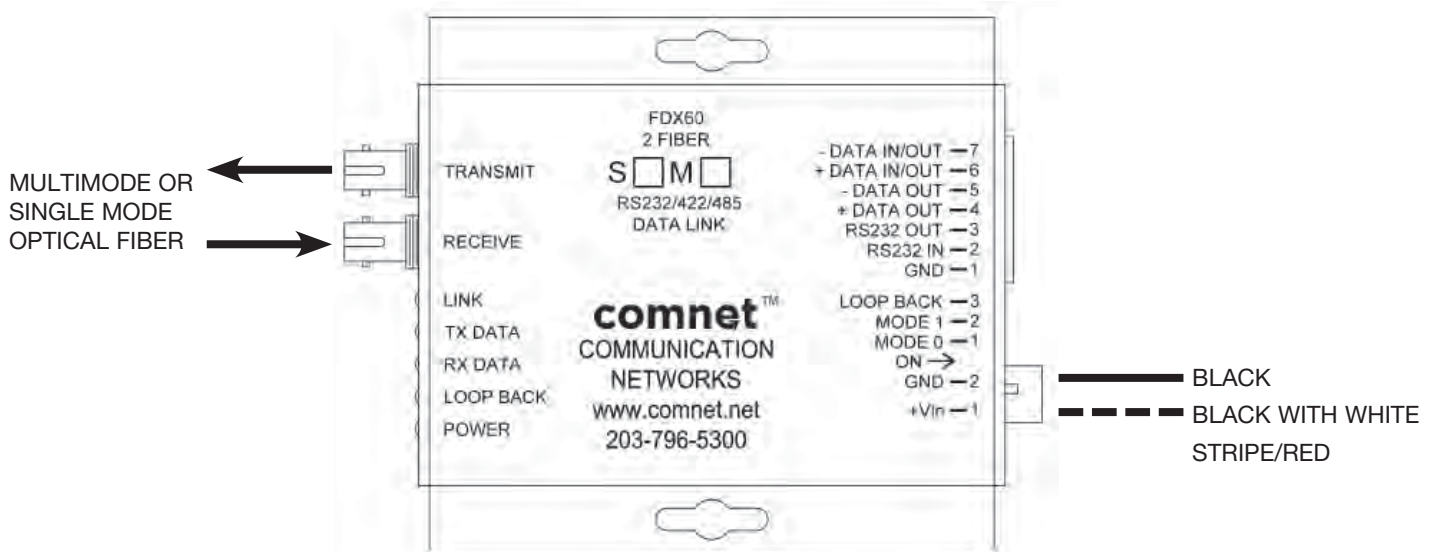 MULTIMODE OR
SINGLE MODE
OPTICAL FIBER
TRANSMIT
RECEIVE
LINK
TX DATA
RX DATA
LOOP BACK
POWER
FDX60
2 FIBER
S M
RS232/422/485
DATA LINK
comnet™
COMMUNICATION
NETWORKS
www.comnet.net
203-796-5300
- DATA IN/OUT 7
+ DATA IN/OUT 6
- DATA OUT 5
+ DATA OUT 4
RS232 OUT 3
RS232 IN 2
GND 1
LOOP BACK 3
MODE 1 2
MODE 0 1
ON →
GND 2
+Vin 1
BLACK
BLACK WITH WHITE
STRIPE/RED